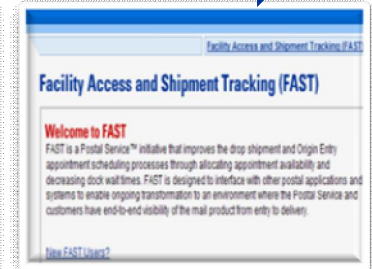 Facility Access and Shipment Tracking (FAST
Facility Access and Shipment Tracking (FAST)
Welcome to FAST
FAST is a Postal Service™ initiative that improves the drop shipment and Origin Entry
appointment scheduling processes through allocating appointment availability and
decreasing dock wait times. FAST is designed to interface with other postal applications and
systems to enable ongoing transformation to an environment where the Postal Service and
customers have end-to-end visibility of the mail product from entry to delivery.
New FAST Users?